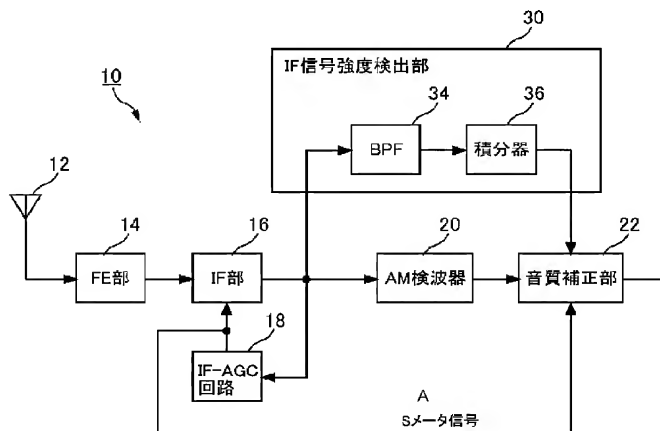 30
IF信号強度検出部
10
34
36
BPF
積分器
12
14
16
20
22
FE部
IF部
AM検波器
音質補正部
18
IF-AGC
回路
A
Sメータ信号